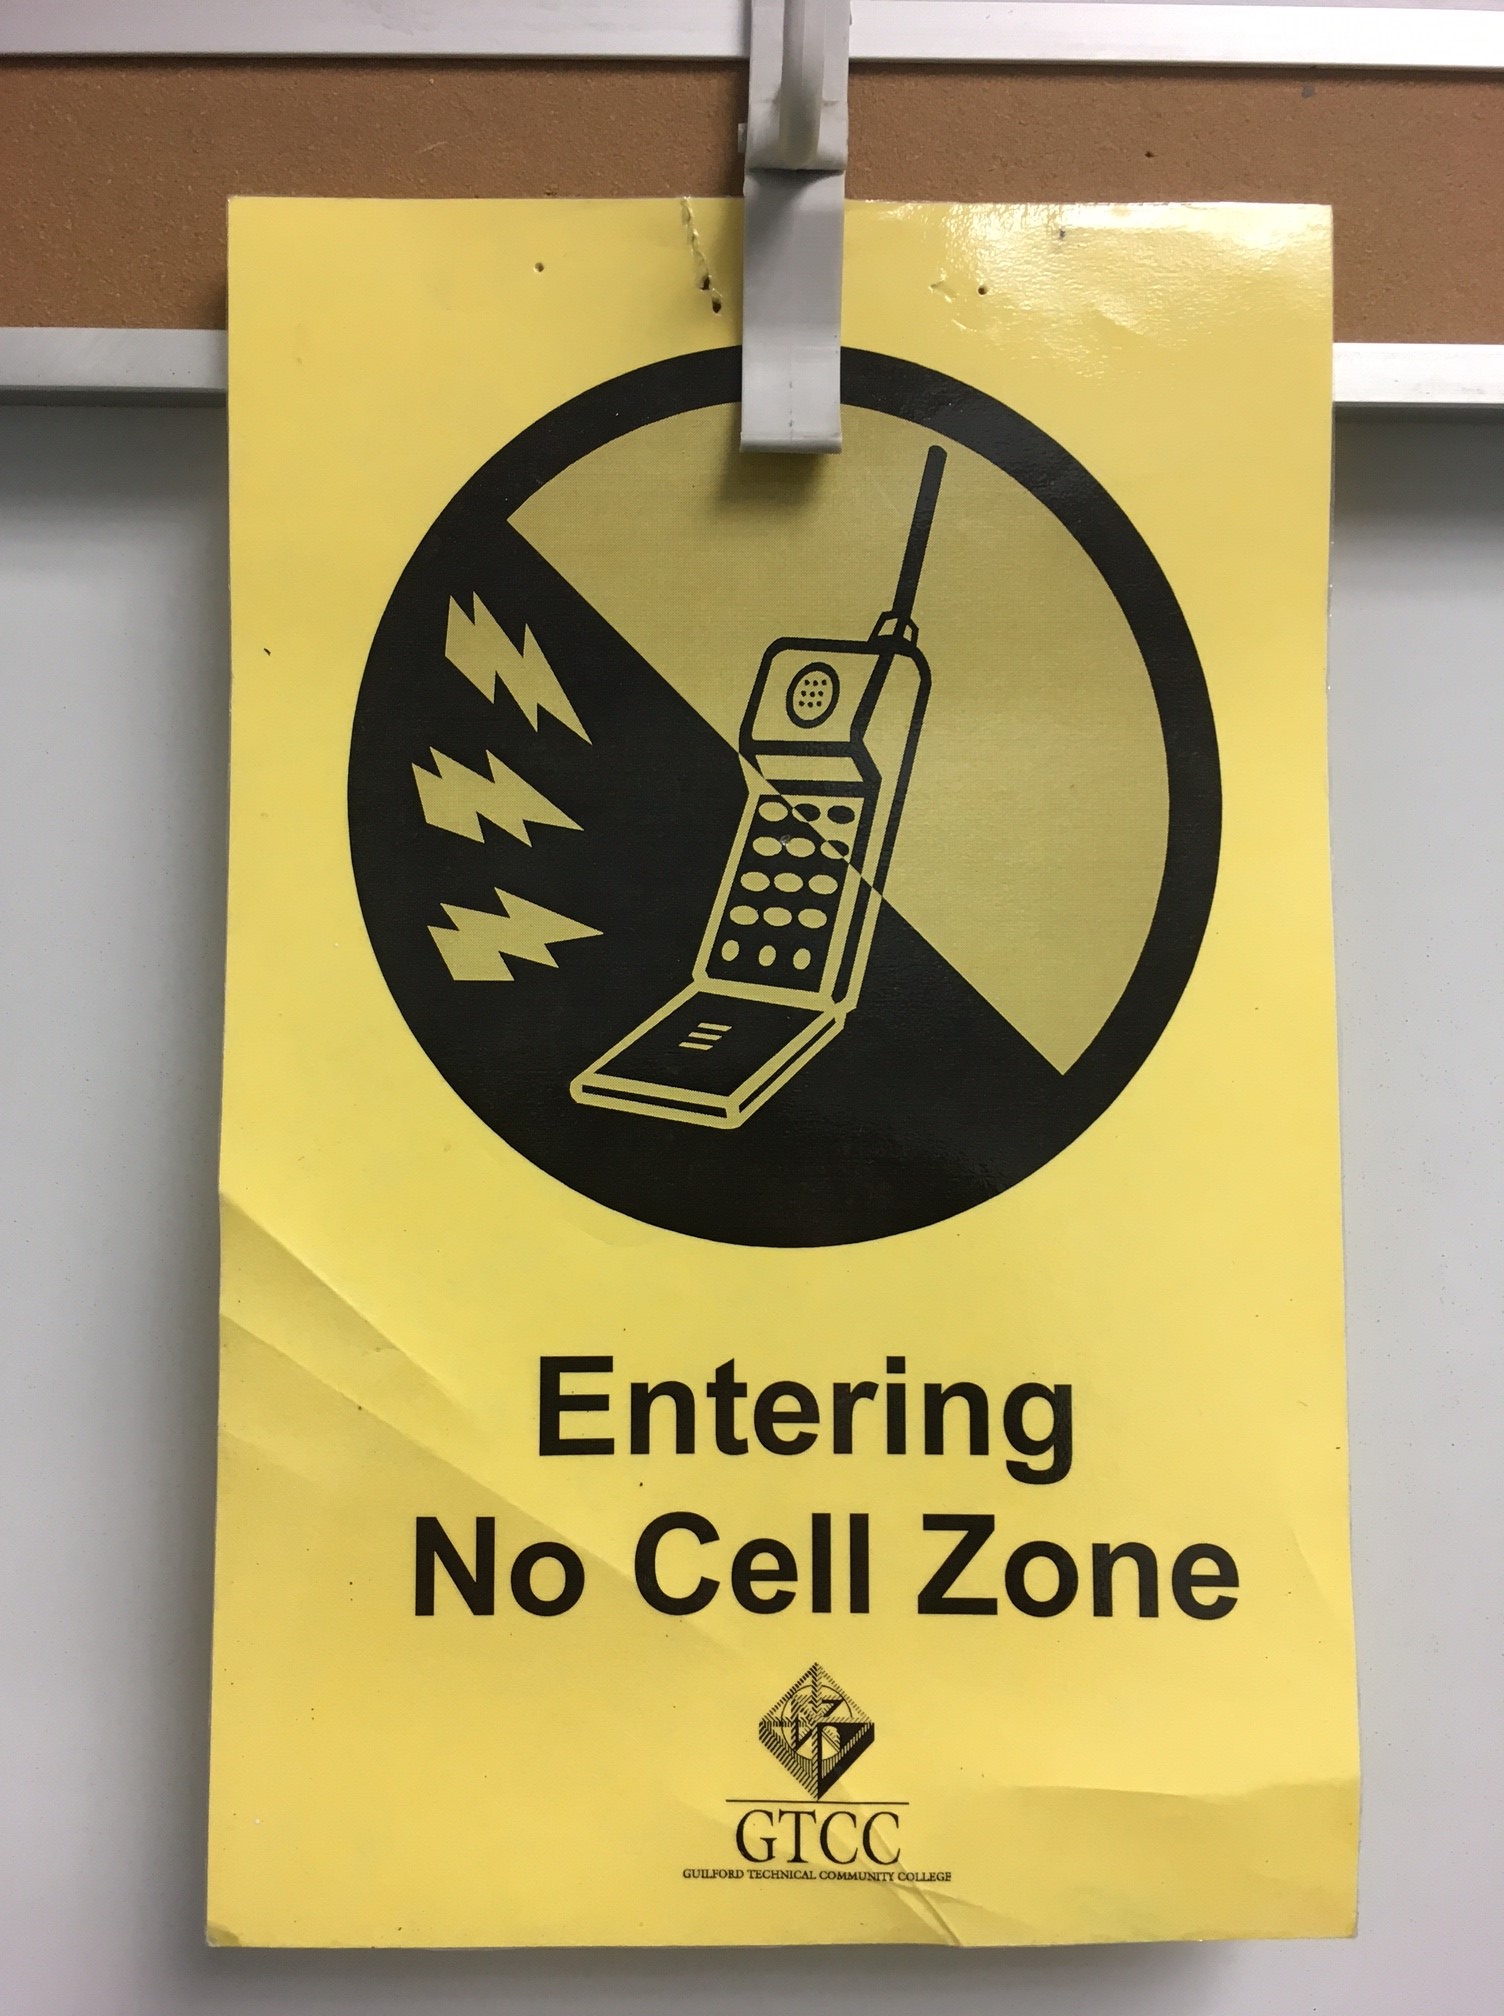 Entering
No Cell Zone
GTCC
GUILFORD TECHNICAL COMMUNITY COLLEGE